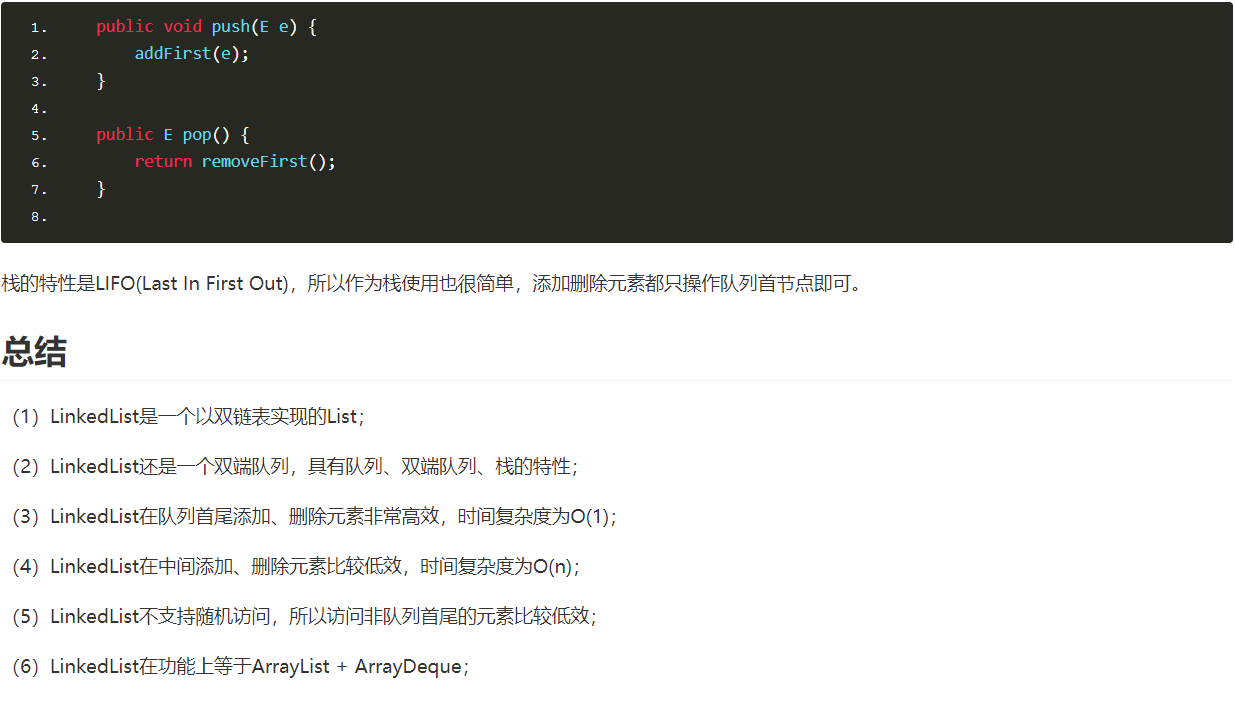 1. public void push(E e) {
2. addFirst(e);
3. }
4.
5. public E pop() {
6. return removeFirst();
7. }
8.
栈的特性是LIFO(Last In First Out)，所以作为栈使用也很简单，添加删除元素都只操作队列首节点即可。
总结
（1）LinkedList是一个以双链表实现的List；
（2）LinkedList还是一个双端队列，具有队列、双端队列、栈的特性；
（3）LinkedList在队列首尾添加、删除元素非常高效，时间复杂度为O(1)；
（4）LinkedList在中间添加、删除元素比较低效，时间复杂度为O(n)；
（5）LinkedList不支持随机访问，所以访问非队列首尾的元素比较低效；
（6）LinkedList在功能上等于ArrayList + ArrayDeque；